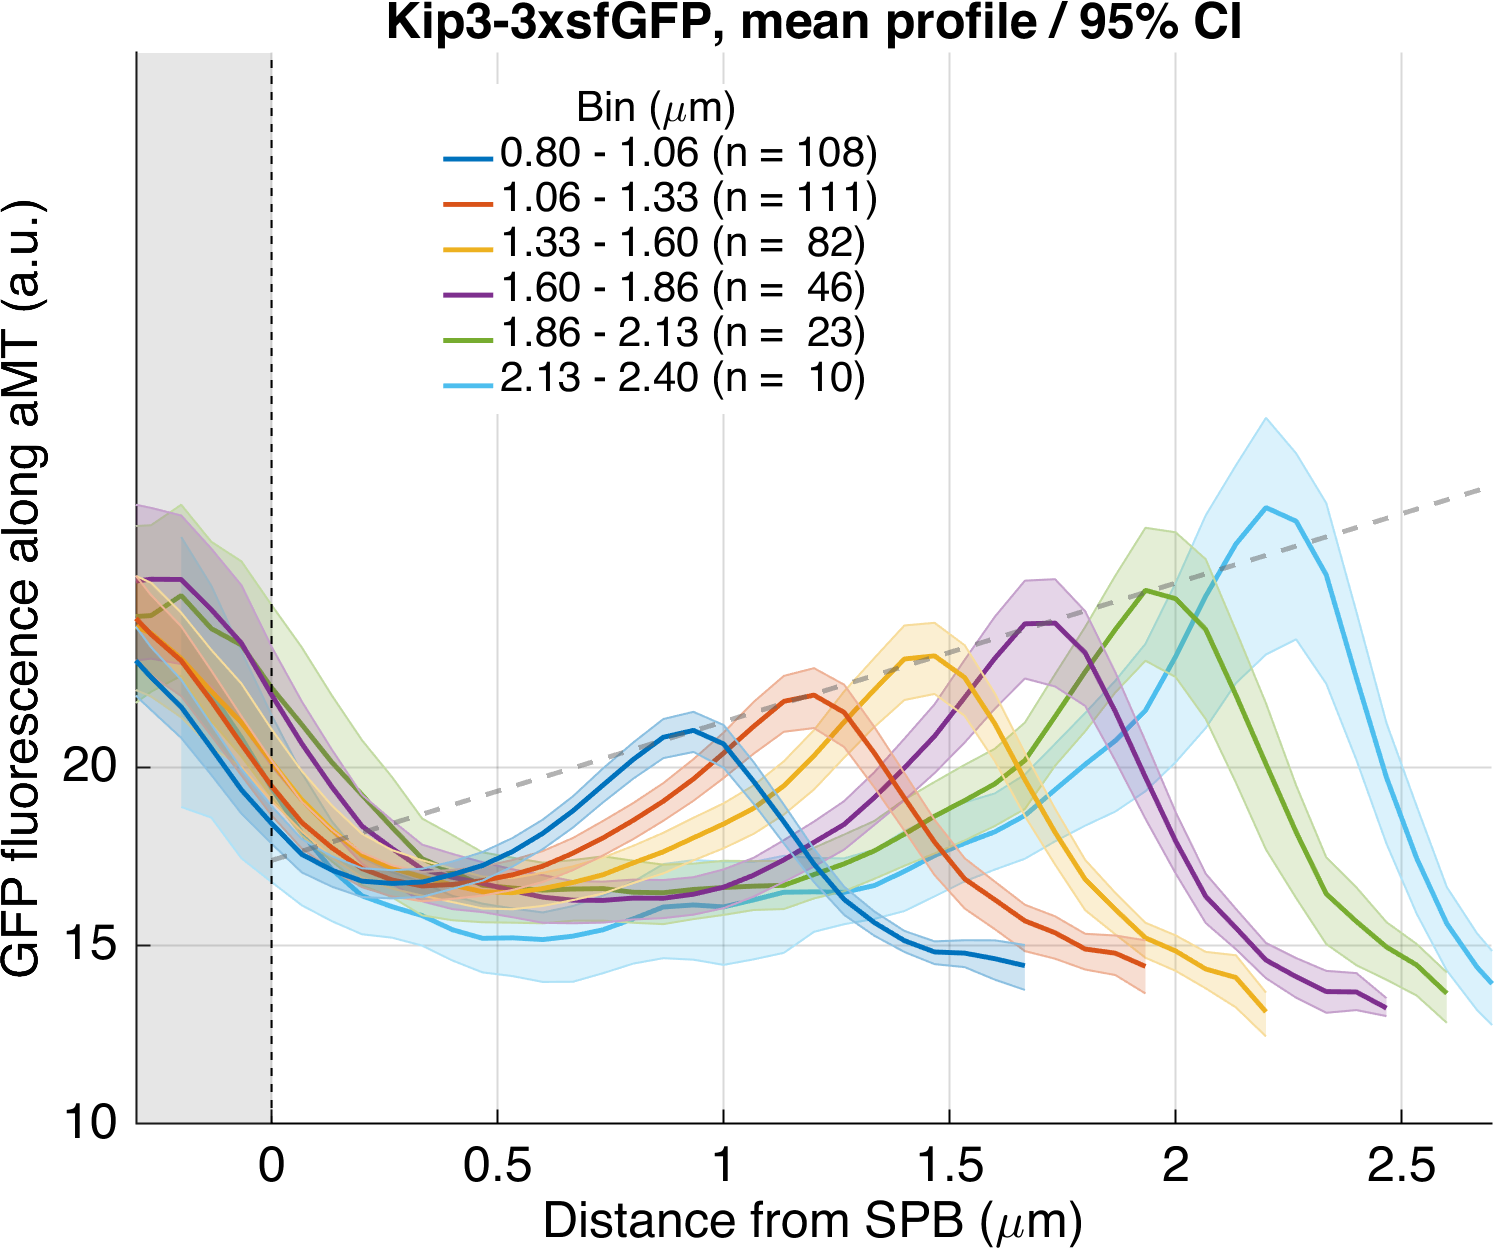 Kip3-3xsfGFP, mean profile / 95% CI
Bin (μm)
0.80 - 1.06 (n = 108)
1.06 - 1.33 (n = 111)
1.33 - 1.60 (n = 82)
1.60 - 1.86 (n = 46)
1.86 - 2.13 (n = 23)
2.13 - 2.40 (n = 10)
GFP fluorescence along aMT (a.u.)
20
15
10
0 0.5 1 1.5 2 2.5
Distance from SPB (μm)